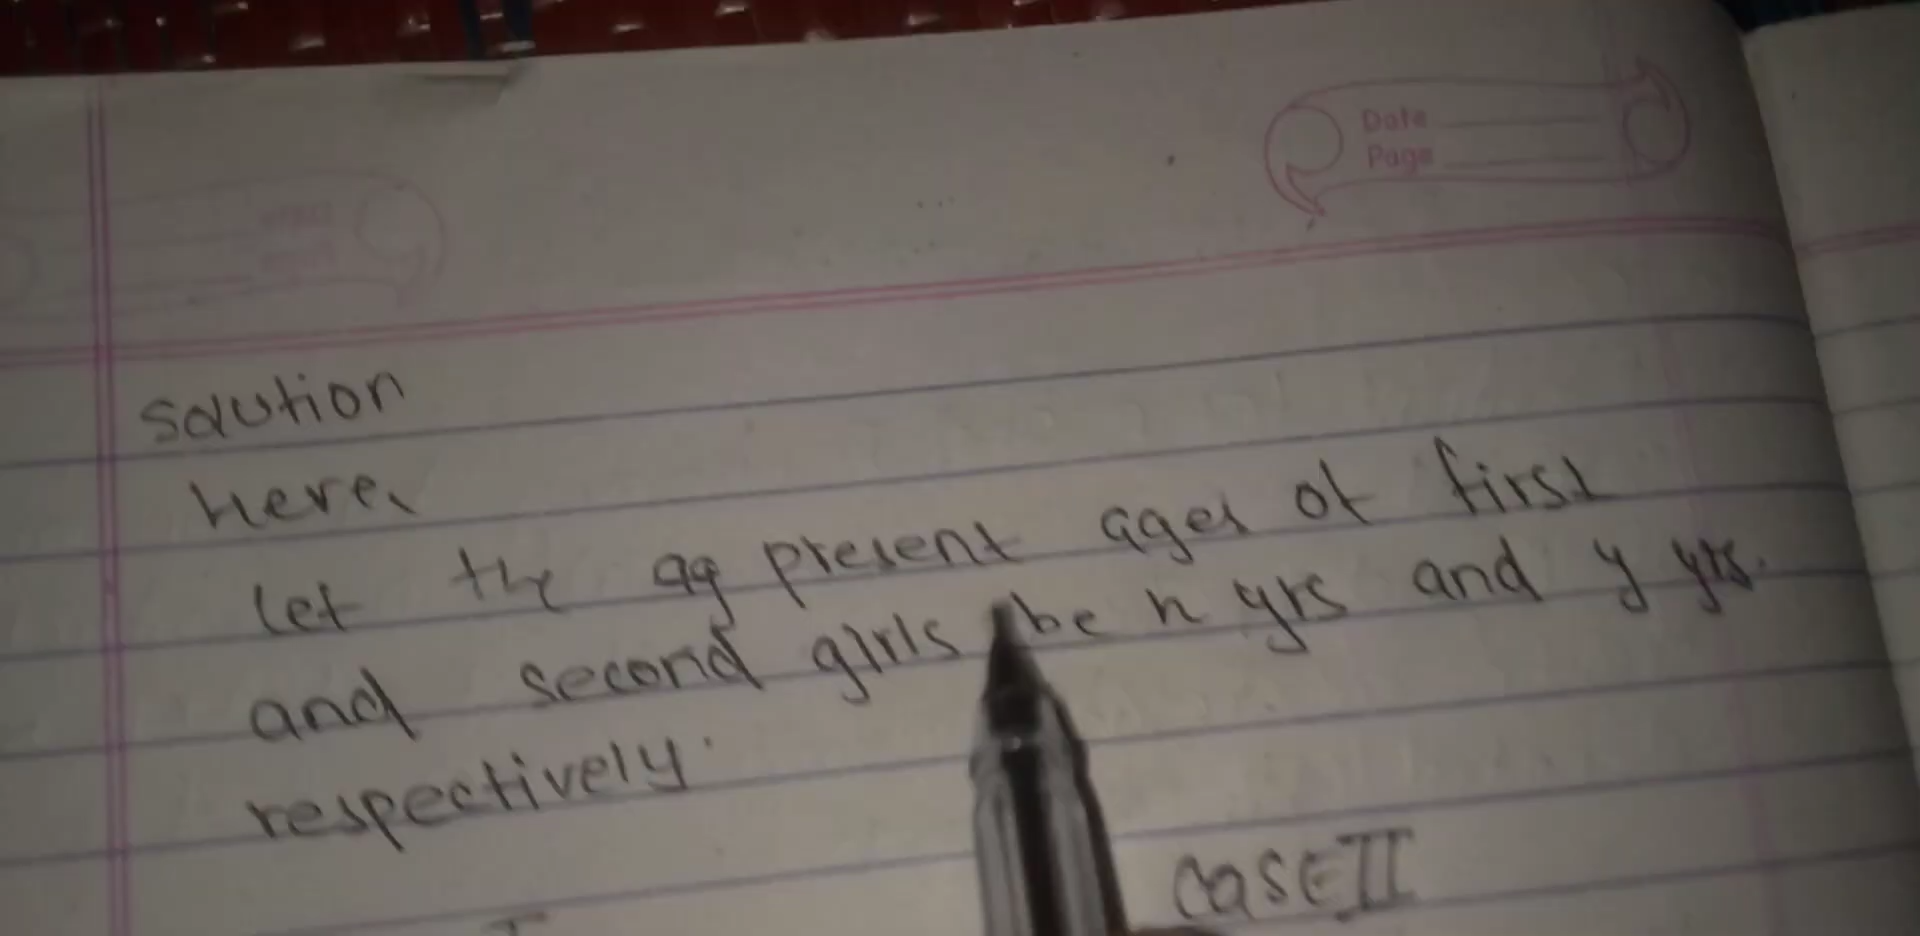 Date
Page
Solution
here,
let the ag present ages of first
and second girls be x yrs and y yrs.
respectively.
Case II